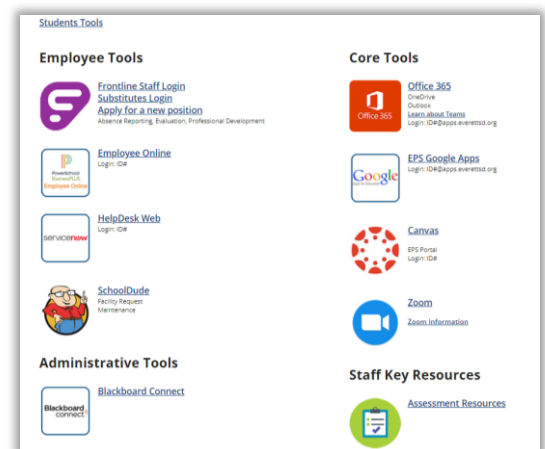 Students Tools
Employee Tools
Frontline Staff Login
Substitutes Login
Apply for a new position
Absence Reporting, Evaluation, Professional Development
PowerSchool
BusinessPLUS
Employee Online
Employee Online
Login: ID#
servicenow
HelpDesk Web
Login: ID#
SchoolDude
Facility Request
Maintenance
Administrative Tools
Blackboard
connect
Blackboard Connect
Core Tools
Office 365
Office 365
OneDrive
Outlook
Learn about Teams
Login: ID#@apps.everettsd.org
Google
EPS Google Apps
Login: ID#@apps.everettsd.org
Canvas
EPS Portal
Login: ID#
Zoom
Zoom Information
Staff Key Resources
Assessment Resources